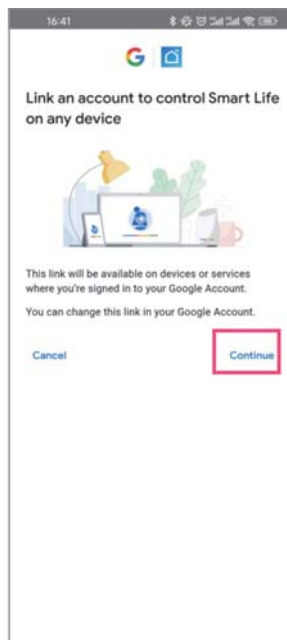 16:41
Link an account to control Smart Life
on any device
This link will be available on devices or services
where you're signed in to your Google Account.
You can change this link in your Google Account.
Cancel
Continue